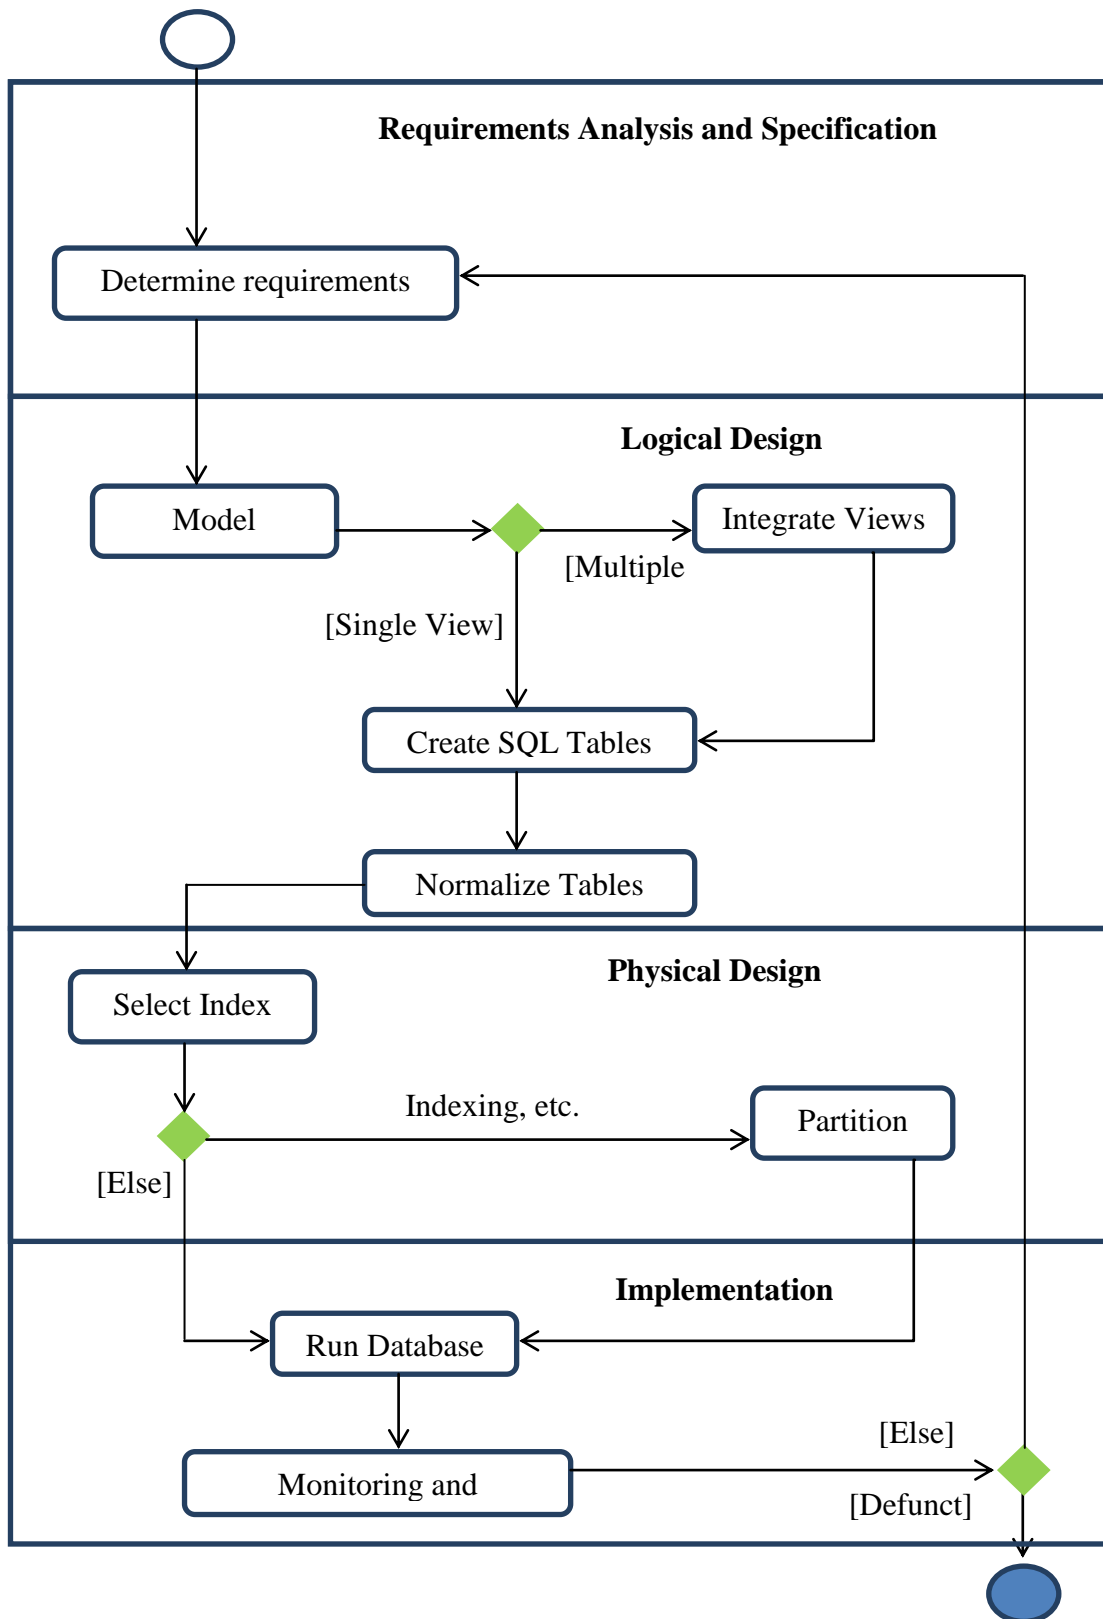 Requirements Analysis and Specification
Determine requirements
Logical Design
Model
Integrate Views
[Multiple
[Single View]
Create SQL Tables
Normalize Tables
Physical Design
Select Index
Indexing, etc.
Partition
[Else]
Implementation
Run Database
[Else]
Monitoring and
[Defunct]